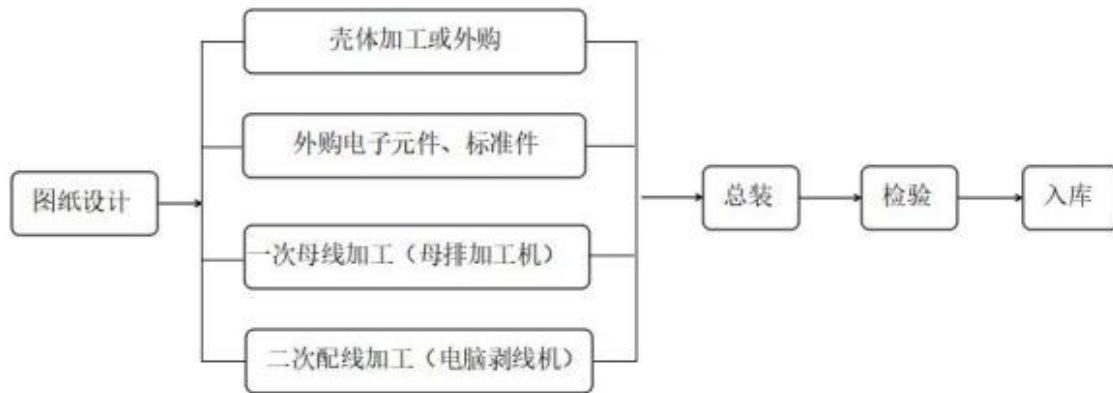 图纸设计
壳体加工或外购
外购电子元件、标准件
一次母线加工（母排加工机）
二次配线加工（电脑剥线机）
总装
检验
入库